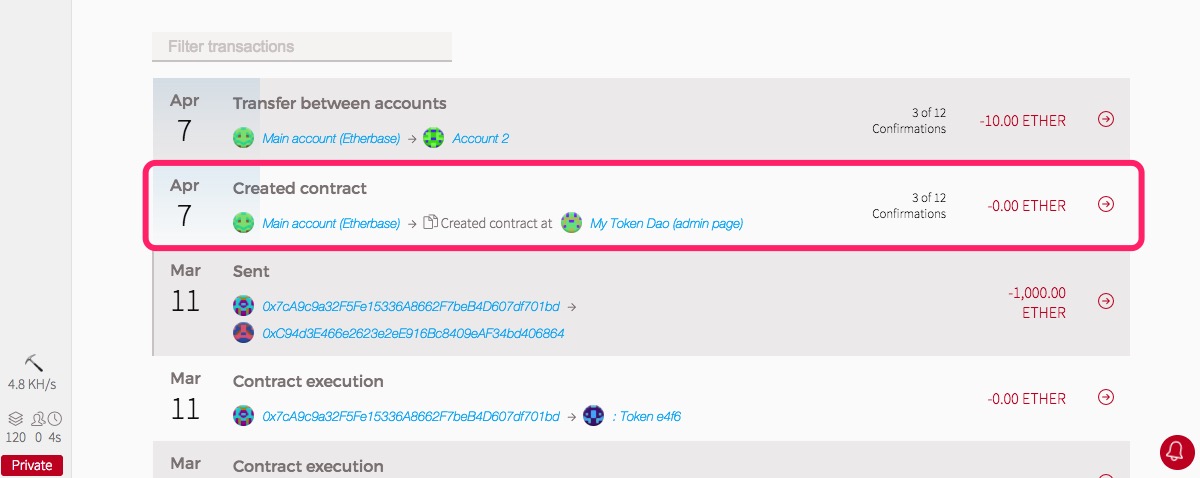 Filter transactions
Apr
7
Transfer between accounts
Main account (Etherbase) → Account 2
3 of 12
Confirmations
-10.00 ETHER
Apr
7
Created contract
Main account (Etherbase) → Created contract at My Token Dao (admin page)
3 of 12
Confirmations
-0.00 ETHER
Mar
11
Sent
0x7cA9c9a32F5Fe15336A8662F7beB4D607df701bd →
0xC94d3E466e2623e2eE916Bc8409eAF34bd406864
-1,000.00
ETHER
Mar
11
Contract execution
0x7cA9c9a32F5Fe15336A8662F7beB4D607df701bd → : Token e4f6
-0.00 ETHER
Mar
Contract execution
4.8 KH/s
120 0 4s
Private